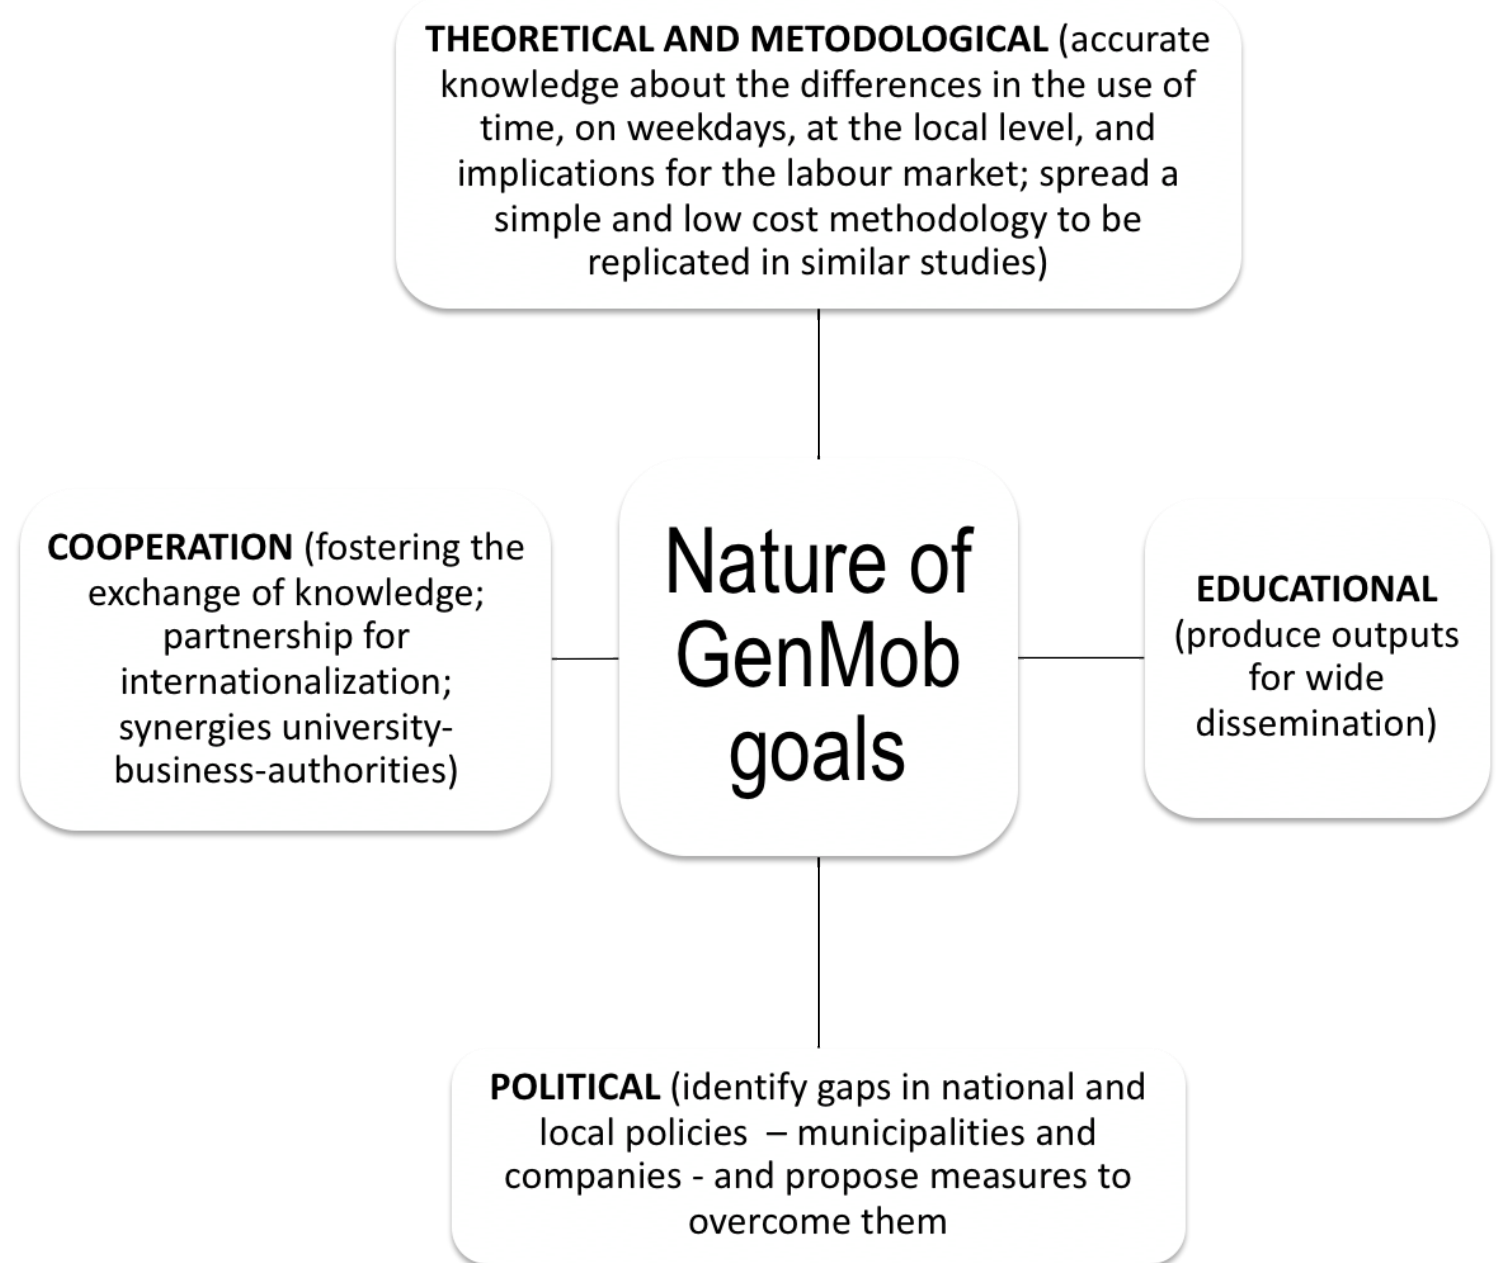 THEORETICAL AND METODOLOGICAL (accurate
knowledge about the differences in the use of
time, on weekdays, at the local level, and
implications for the labour market; spread a
simple and low cost methodology to be
replicated in similar studies)
COOPERATION (fostering the
exchange of knowledge;
partnership for
internationalization;
synergies university-
business-authorities)
Nature of
GenMob
goals
EDUCATIONAL
(produce outputs
for wide
dissemination)
POLITICAL (identify gaps in national and
local policies  – municipalities and
companies - and propose measures to
overcome them